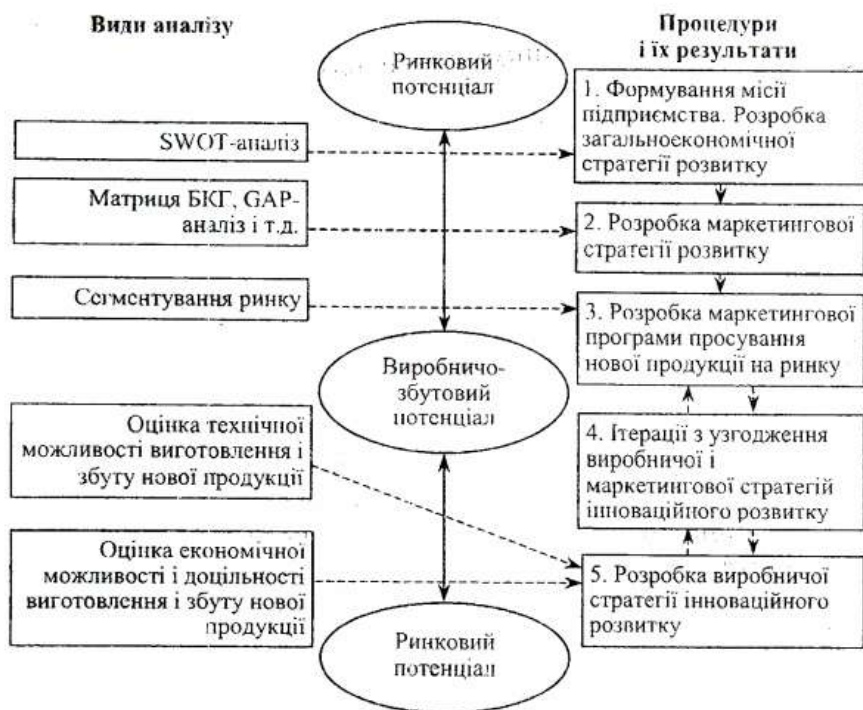 Види аналізу
SWOT-аналіз
Матриця БКГ, GAP-
аналіз і т.д.
Сегментування ринку
Оцінка технічної
можливості виготовлення і
збуту нової продукції
Оцінка економічної
можливості і доцільності
виготовлення і збуту нової
продукції
Ринковий
потенціал
Виробничо-
збутовий
потенціал
Ринковий
потенціал
Процедури
і їх результати
1. Формування місії
підприємства. Розробка
загальноекономічної
стратегії розвитку
2. Розробка маркетингової
стратегії розвитку
3. Розробка маркетингової
програми просування
нової продукції на ринку
4. Ітерації з узгодження
виробничої і
маркетингової стратегій
інноваційного розвитку
5. Розробка виробничої
стратегії інноваційного
розвитку